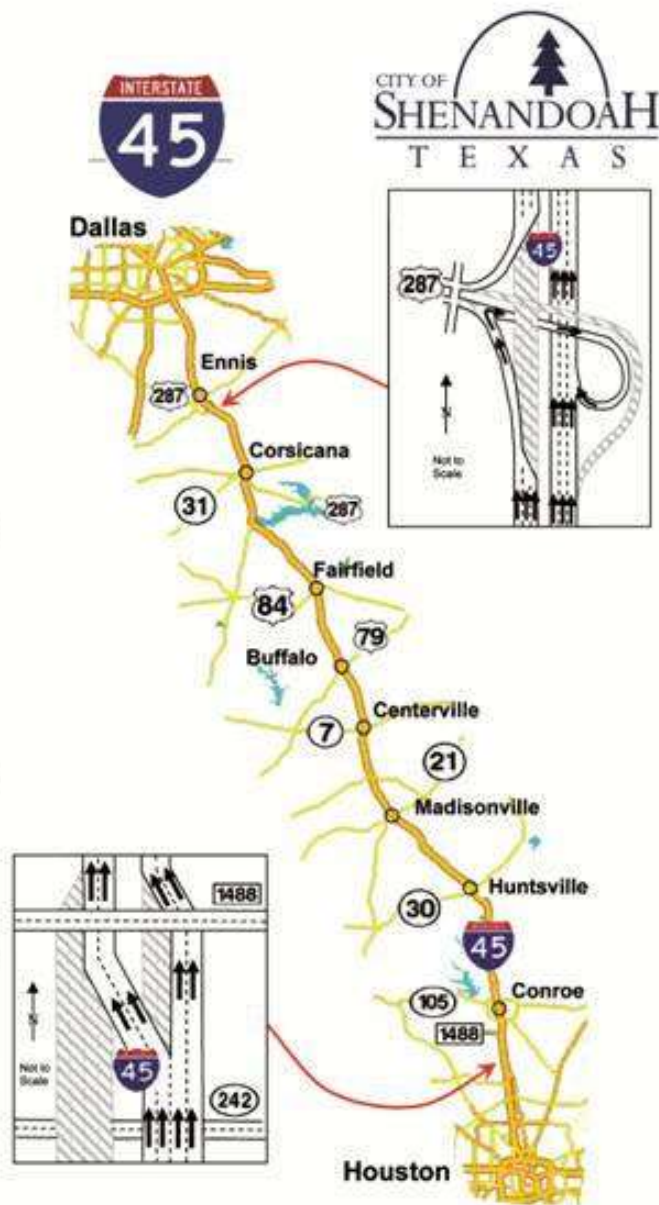 INTERSTATE
45
CITY OF
SHENANDOAH
TEXAS
Dallas
45
287
Ennis
287
N
Not to
Scale
Corsicana
31
287
Fairfield
84
79
Buffalo
Centerville
7
21
Madisonville
1488
Huntsville
30
45
N
Conroe
105
1488
Not to
Scale
45
242
Houston